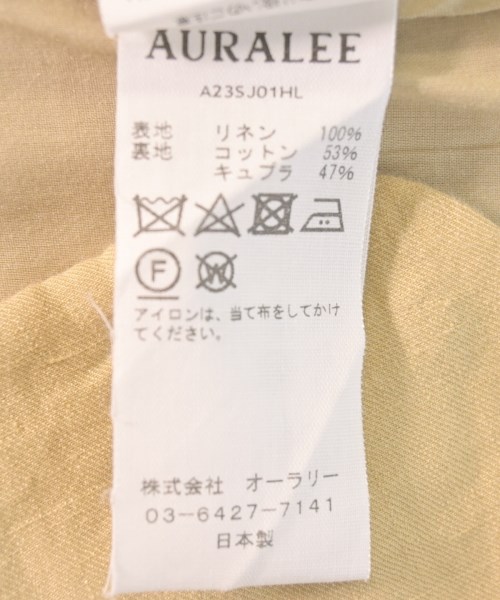 AURALEE
A23SJ01HL
表地 リネン 100%
裏地 コットン 53%
キュプラ 47%
F W
アイロンは、当て布をしてかけ
てください。
株式会社 オーラリー
03-6427-7141
日本製